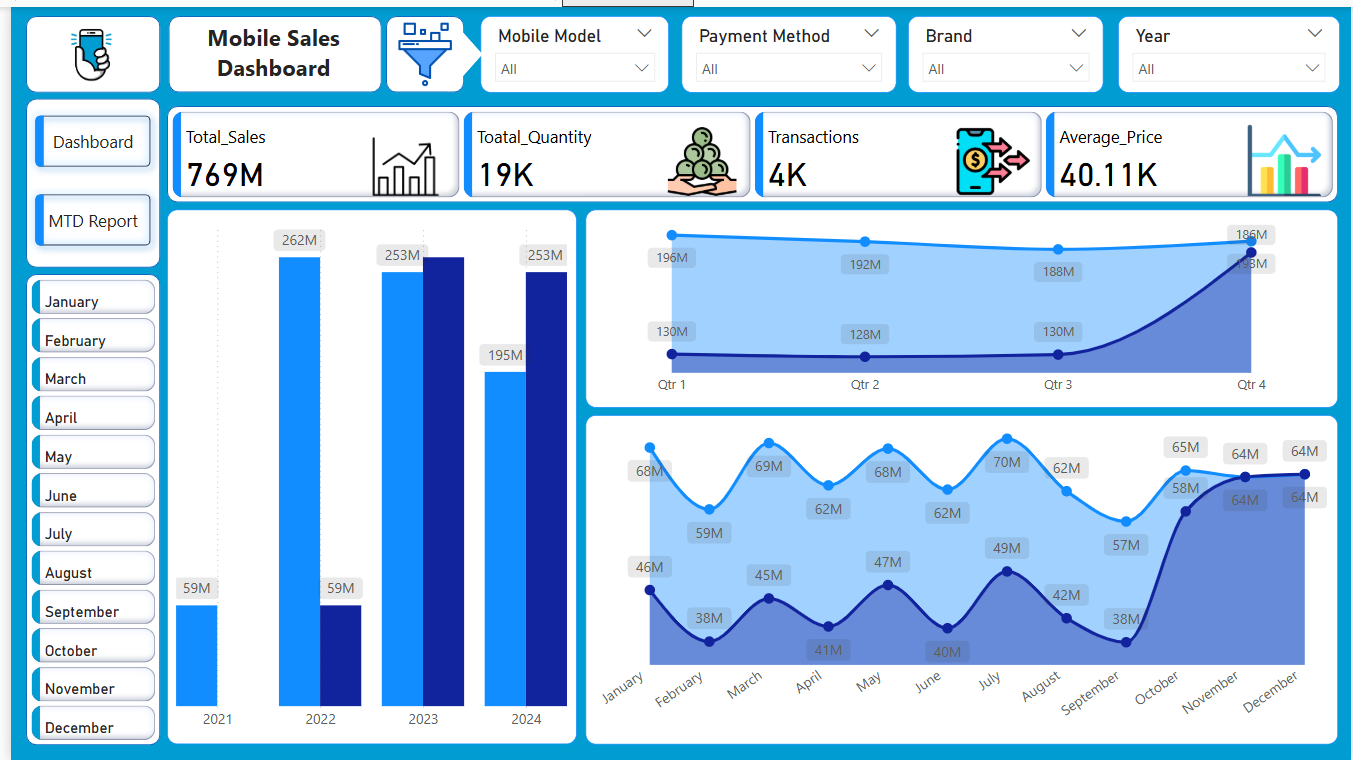 Mobile Sales
Dashboard
Mobile Model
All
Payment Method
All
Brand
All
Year
All
Dashboard
MTD Report
Total_Sales
769M
Toatal_Quantity
19K
Transactions
4K
Average_Price
40.11K
January
February
March
April
May
June
July
August
September
October
November
December
59M
262M
59M
253M
195M
253M
2021
2022
2023
2024
196M
192M
188M
186M
193M
130M
128M
130M
Qtr 1
Qtr 2
Qtr 3
Qtr 4
68M
59M
69M
62M
68M
62M
70M
62M
57M
65M
64M
64M
46M
38M
45M
41M
47M
40M
49M
42M
38M
58M
64M
64M
January
February
March
April
May
June
July
August
September
October
November
December